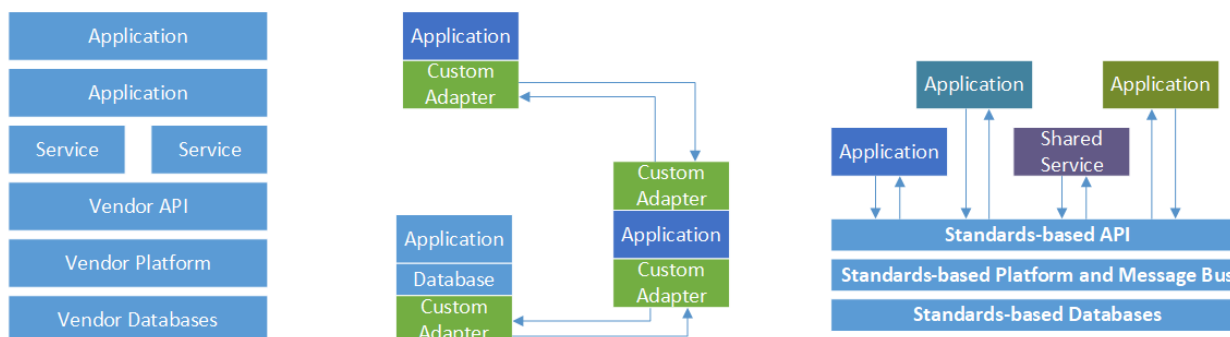 Application
Application
Service
Service
Vendor API
Vendor Platform
Vendor Databases
Application
Custom
Adapter
Custom
Adapter
Application
Custom
Adapter
Application
Database
Custom
Adapter
Application
Application
Application
Shared
Service
Standards-based API
Standards-based Platform and Message Bus
Standards-based Databases